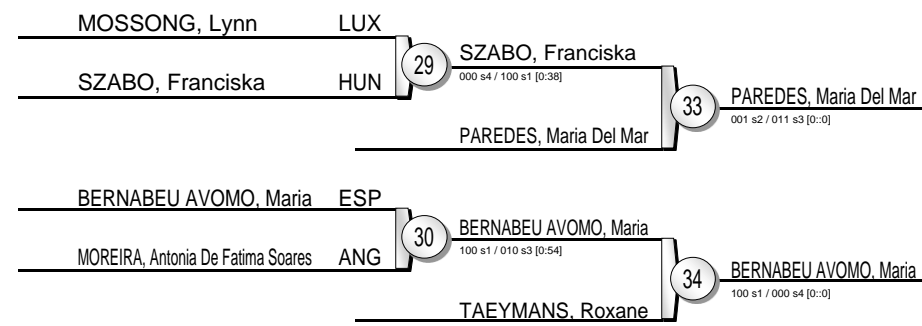 MOSSONG, Lynn LUX
SZABO, Franciska HUN
29
SZABO, Franciska
000 s4 / 100 s1 [0:38]
PAREDES, Maria Del Mar
33
PAREDES, Maria Del Mar
001 s2 / 011 s3 [0::0]
BERNABEU AVOMO, Maria ESP
MOREIRA, Antonia De Fatima Soares ANG
30
BERNABEU AVOMO, Maria
100 s1 / 010 s3 [0:54]
TAEYMANS, Roxane
34
BERNABEU AVOMO, Maria
100 s1 / 000 s4 [0::0]